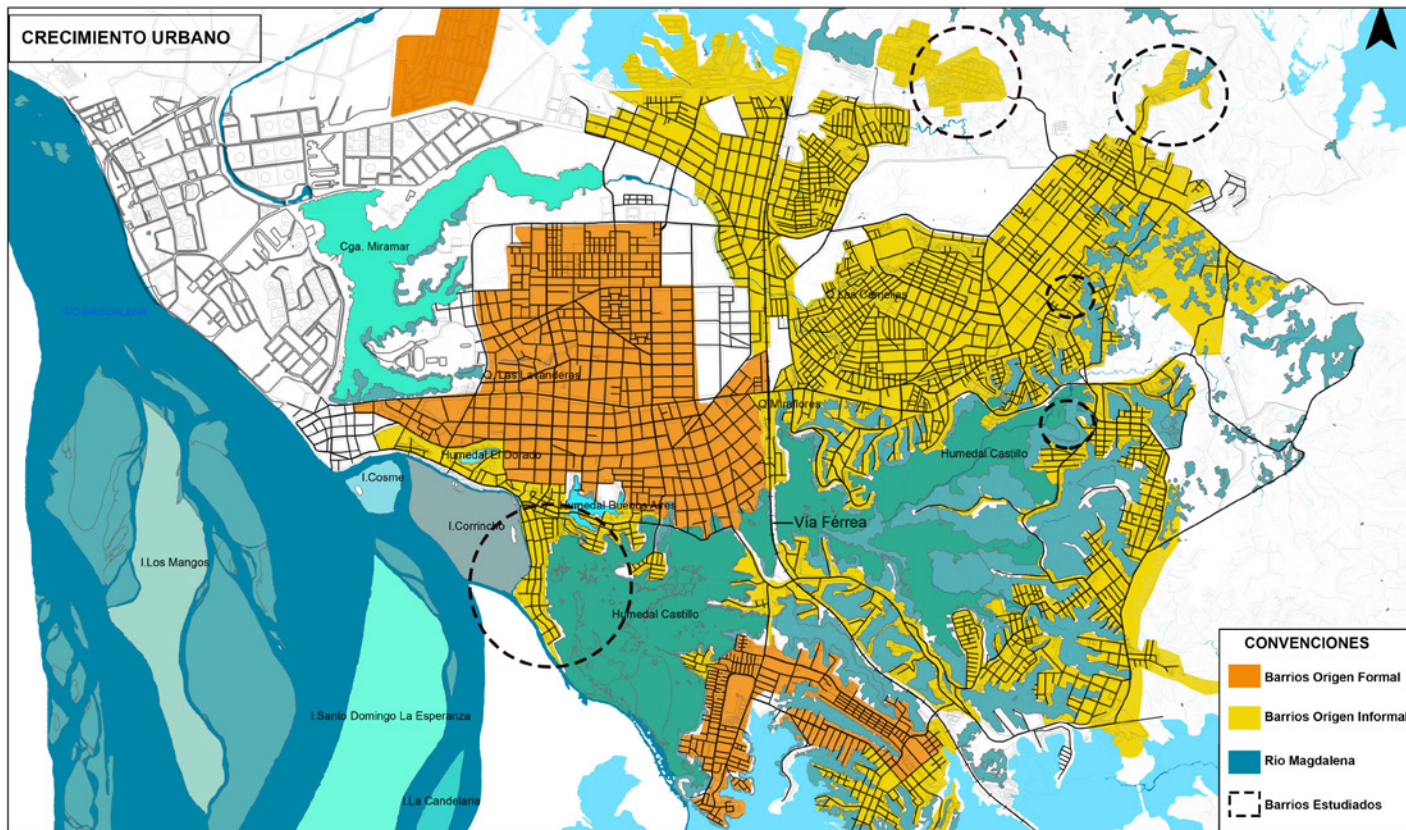 CRECIMIENTO URBANO
Cga. Miramar
RIO MAGDALENA
Q. Las Camelias
Q. Las Lavanderas
Q Miraflores
Humedal El Dorado
Humedal Castillo
I.Cosme
Humedal Buenos Aires
I.Corrincho
Vía Férrea
I.Los Mangos
Humedal Castillo
I.Santo Domingo La Esperanza
I.La Candelaria
CONVENCIONES
Barrios Origen Formal
Barrios Origen Informal
Rio Magdalena
Barrios Estudiados